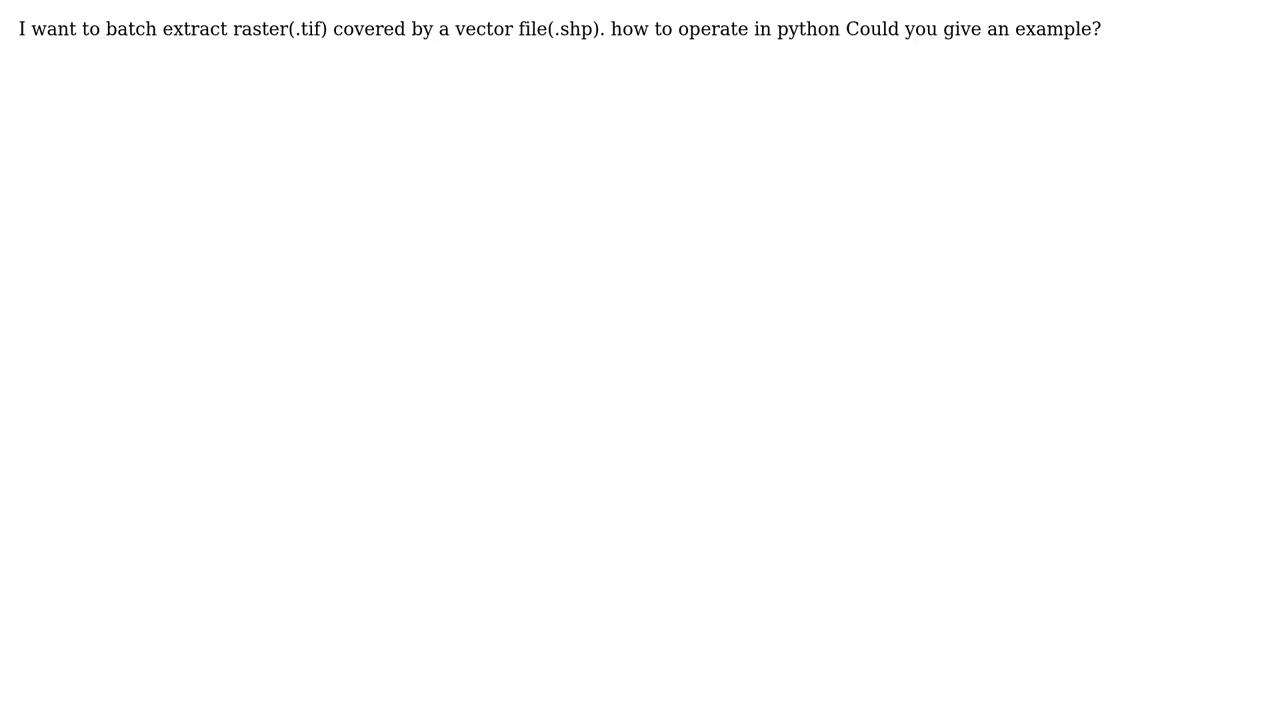 I want to batch extract raster(.tif) covered by a vector file(.shp). how to operate in python Could you give an example?